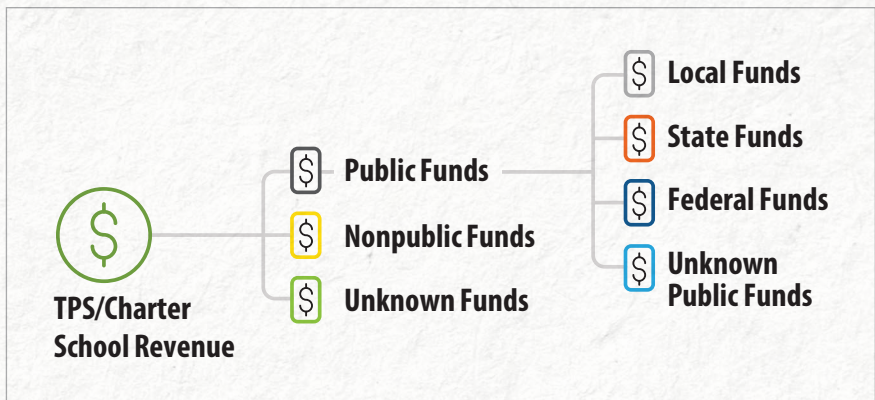 $
TPS/Charter
School Revenue
$ Public Funds
$ Nonpublic Funds
$ Unknown Funds
$ Local Funds
$ State Funds
$ Federal Funds
$ Unknown
Public Funds